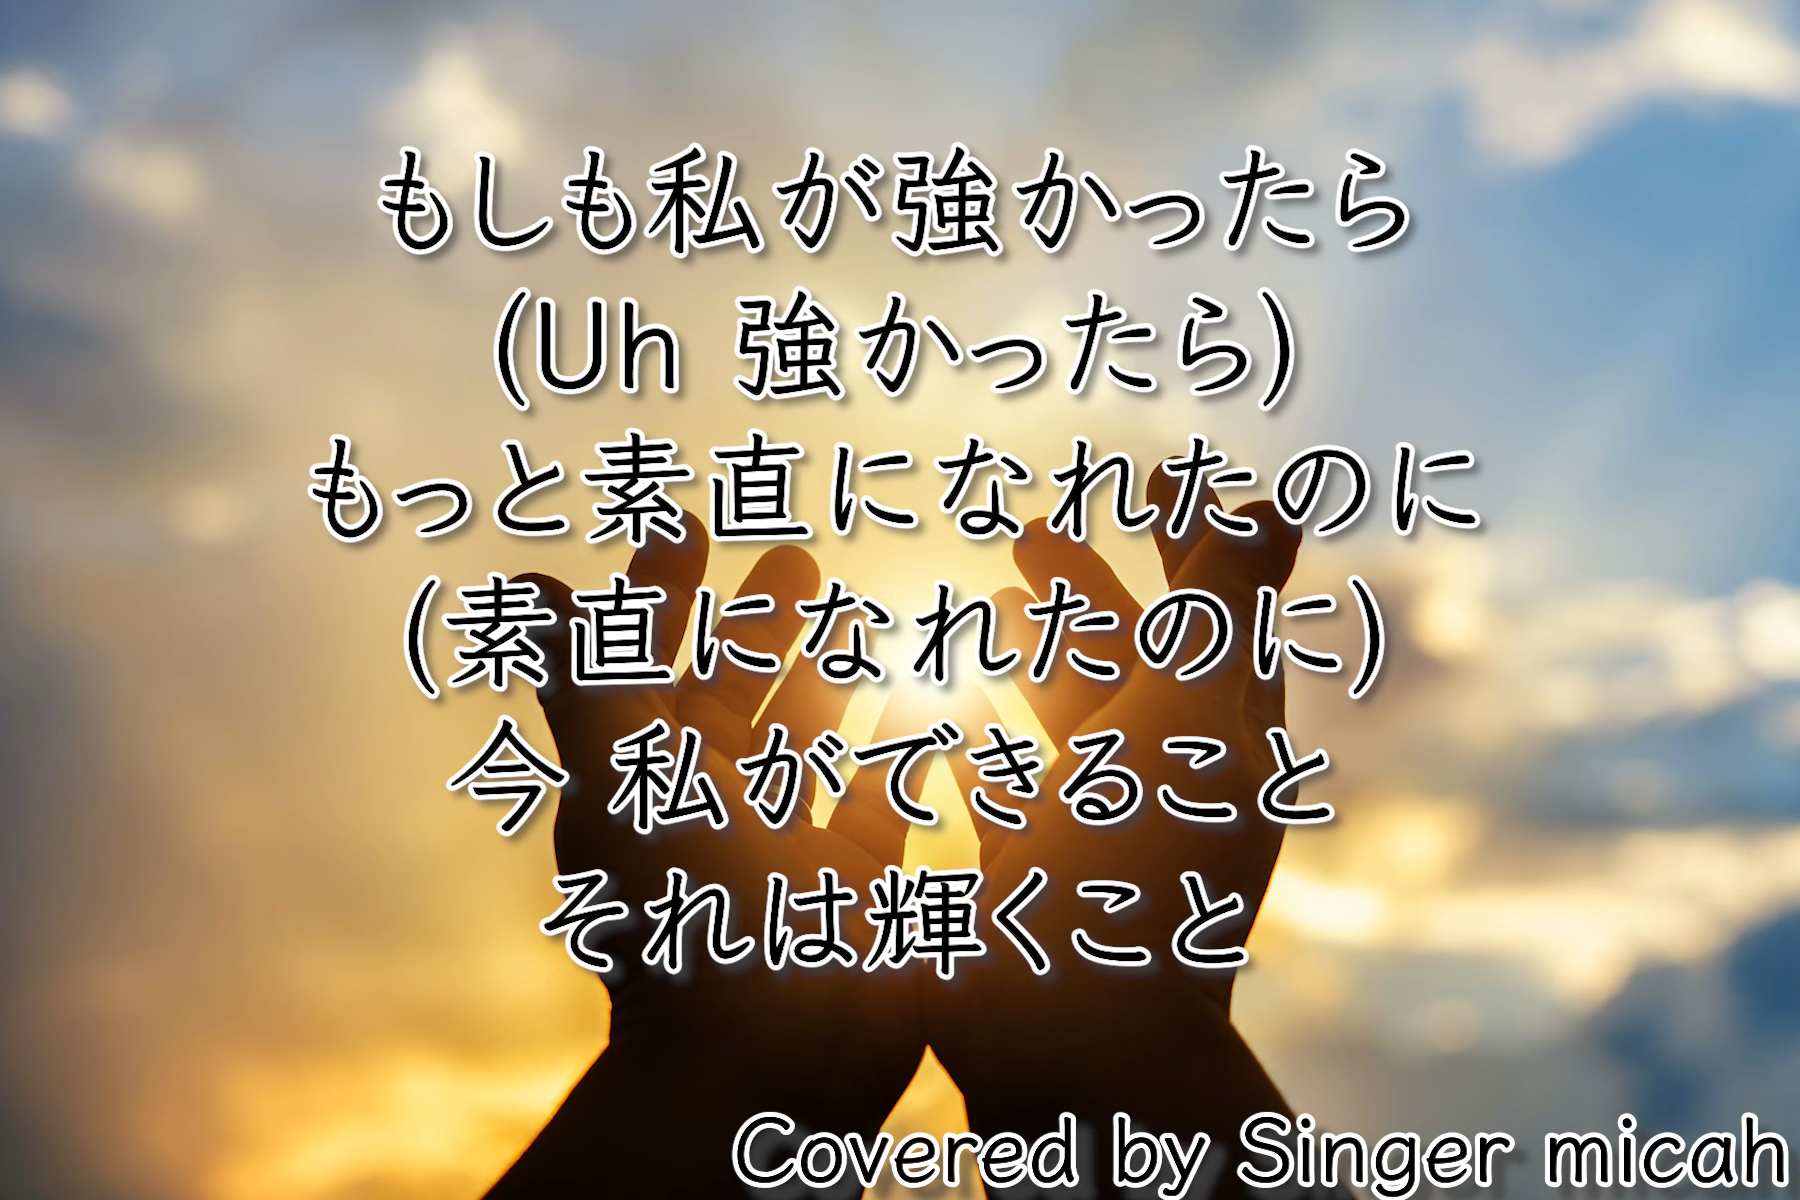 もしも私が強かったら
(Uh 強かったら)
もっと素直になれたのに
(素直になれたのに)
今 私ができること
それは輝くこと
Covered by Singer micah